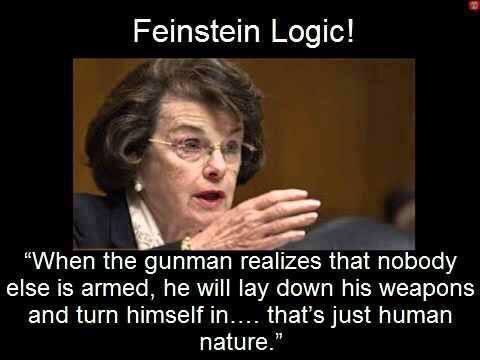 Feinstein Logic!
“When the gunman realizes that nobody
else is armed, he will lay down his weapons
and turn himself in.... that’s just human
nature.”